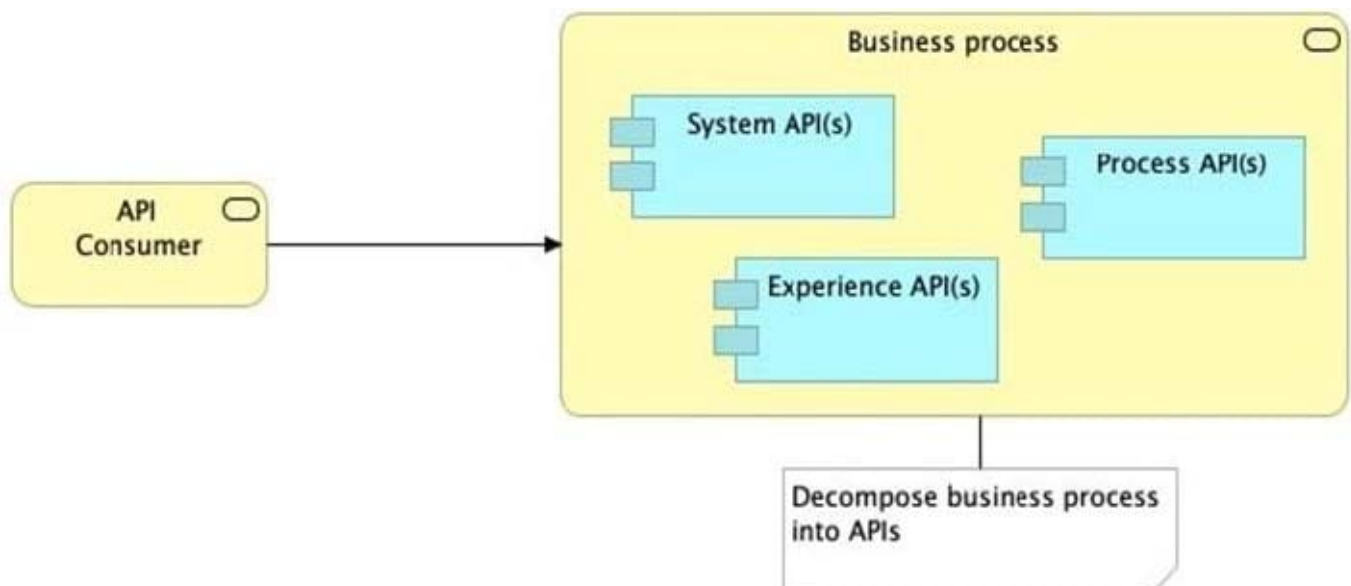 Business process
System API(s)
Process API(s)
API
Consumer
Experience API(s)
Decompose business process
into APIs